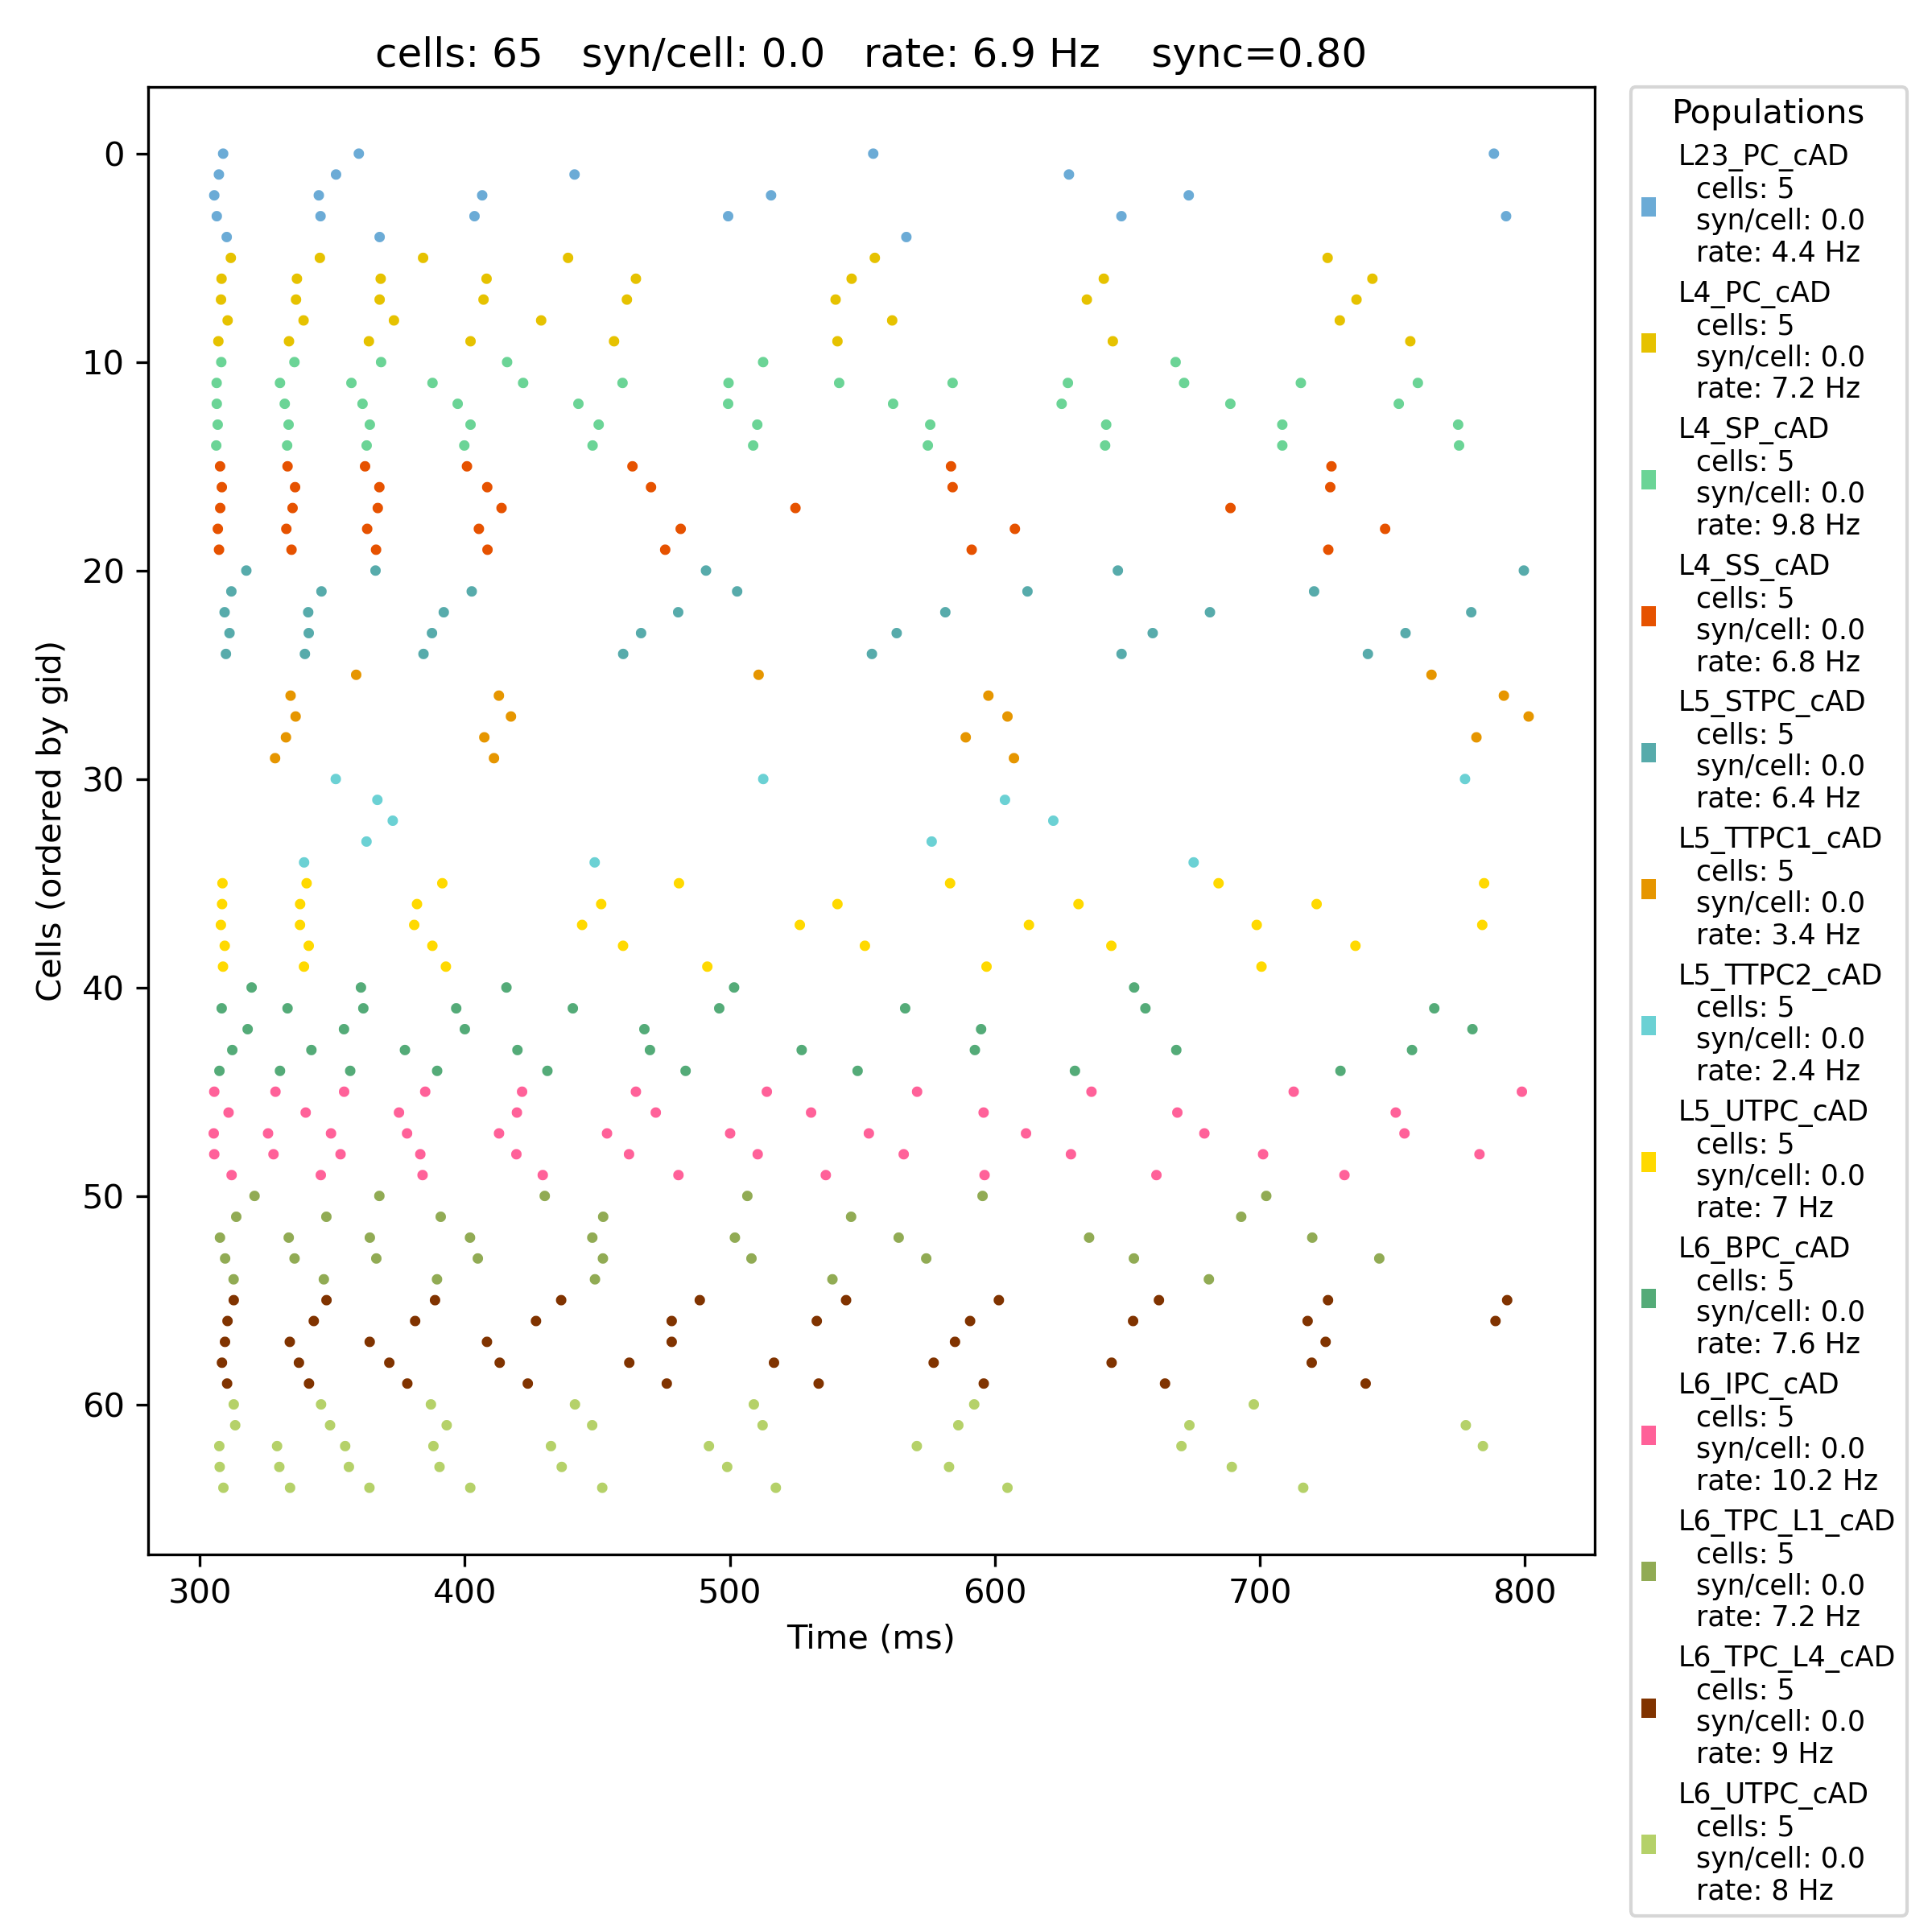 cells: 65   syn/cell: 0.0   rate: 6.9 Hz    sync=0.80
Cells (ordered by gid)
0
10
20
30
40
50
60
300 400 500 600 700 800
Time (ms)
Populations
L23_PC_cAD
cells: 5
syn/cell: 0.0
rate: 4.4 Hz
L4_PC_cAD
cells: 5
syn/cell: 0.0
rate: 7.2 Hz
L4_SP_cAD
cells: 5
syn/cell: 0.0
rate: 9.8 Hz
L4_SS_cAD
cells: 5
syn/cell: 0.0
rate: 6.8 Hz
L5_STPC_cAD
cells: 5
syn/cell: 0.0
rate: 6.4 Hz
L5_TTPC1_cAD
cells: 5
syn/cell: 0.0
rate: 3.4 Hz
L5_TTPC2_cAD
cells: 5
syn/cell: 0.0
rate: 2.4 Hz
L5_UTPC_cAD
cells: 5
syn/cell: 0.0
rate: 7 Hz
L6_BPC_cAD
cells: 5
syn/cell: 0.0
rate: 7.6 Hz
L6_IPC_cAD
cells: 5
syn/cell: 0.0
rate: 10.2 Hz
L6_TPC_L1_cAD
cells: 5
syn/cell: 0.0
rate: 7.2 Hz
L6_TPC_L4_cAD
cells: 5
syn/cell: 0.0
rate: 9 Hz
L6_UTPC_cAD
cells: 5
syn/cell: 0.0
rate: 8 Hz